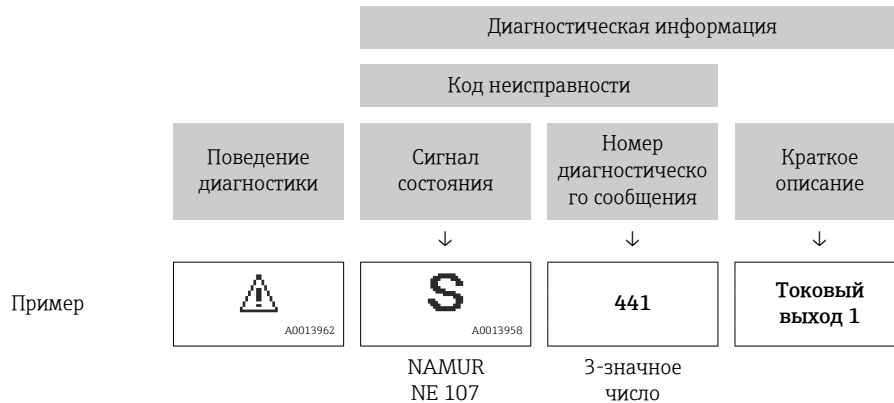 Диагностическая информация
Код неисправности
Поведение
диагностики
Сигнал
состояния
Номер
диагностическо
го сообщения
Краткое
описание
↓ ↓ ↓
Пример
A0013962
S
A0013958
441
Токовый
выход 1
NAMUR
NE 107
3-значное
число